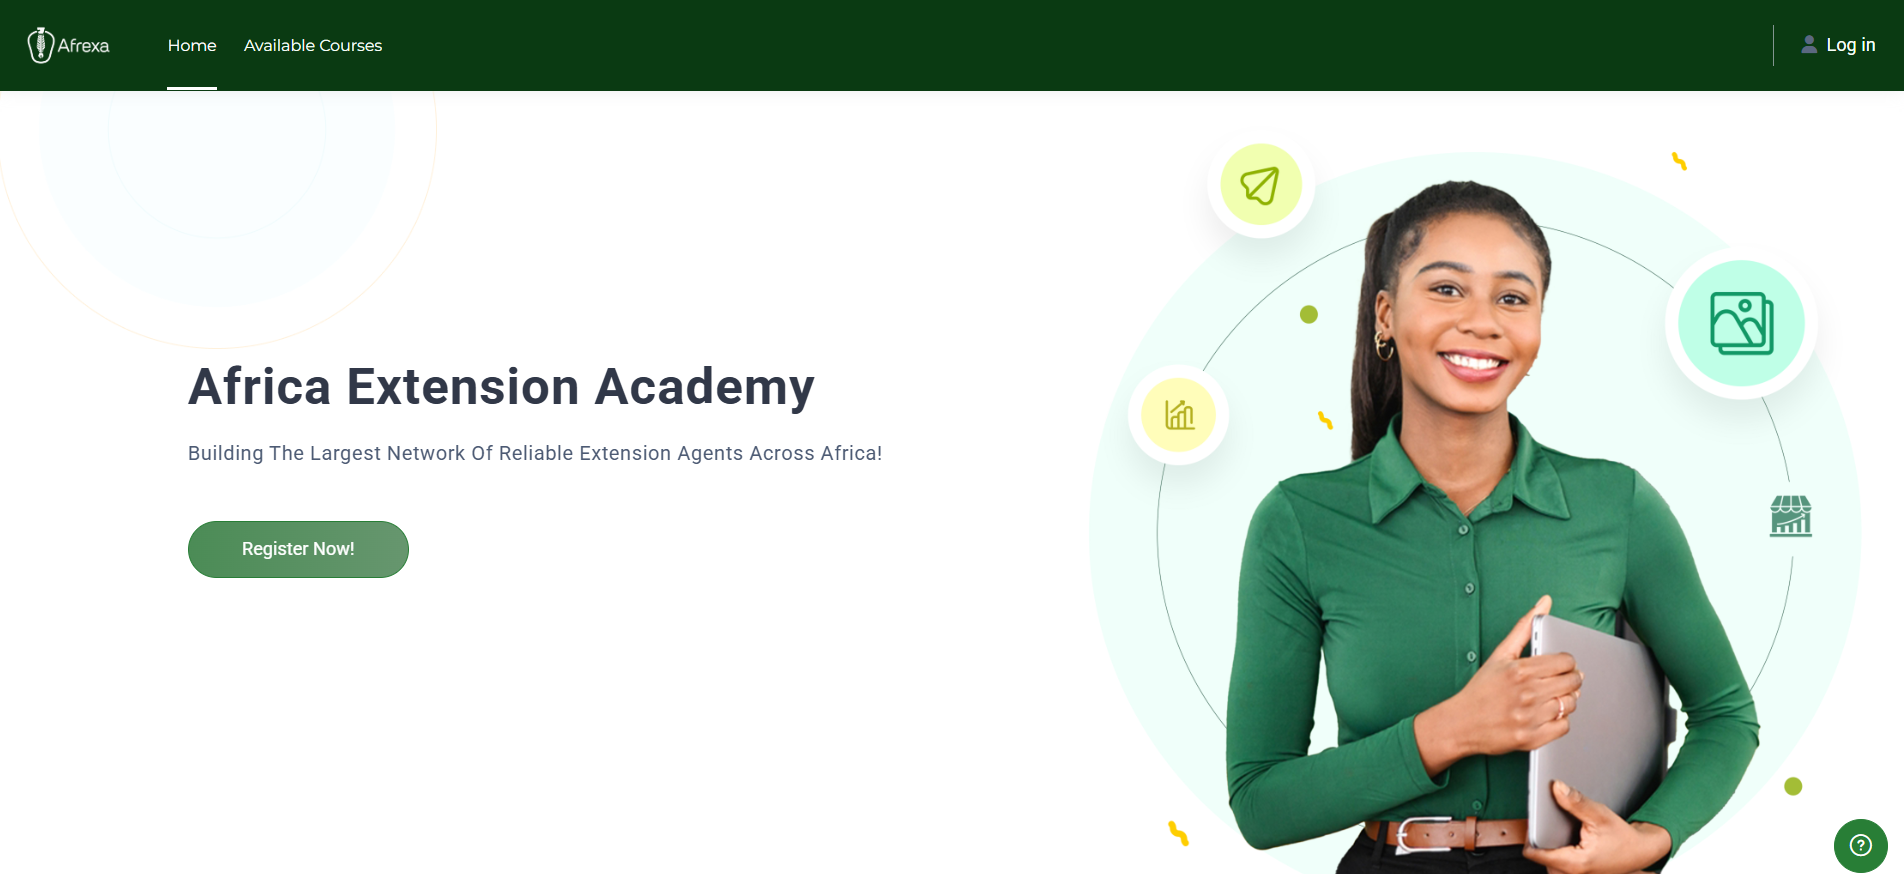 Afrexa
Home
Available Courses
Log in
Africa Extension Academy
Building The Largest Network Of Reliable Extension Agents Across Africa!
Register Now!
?